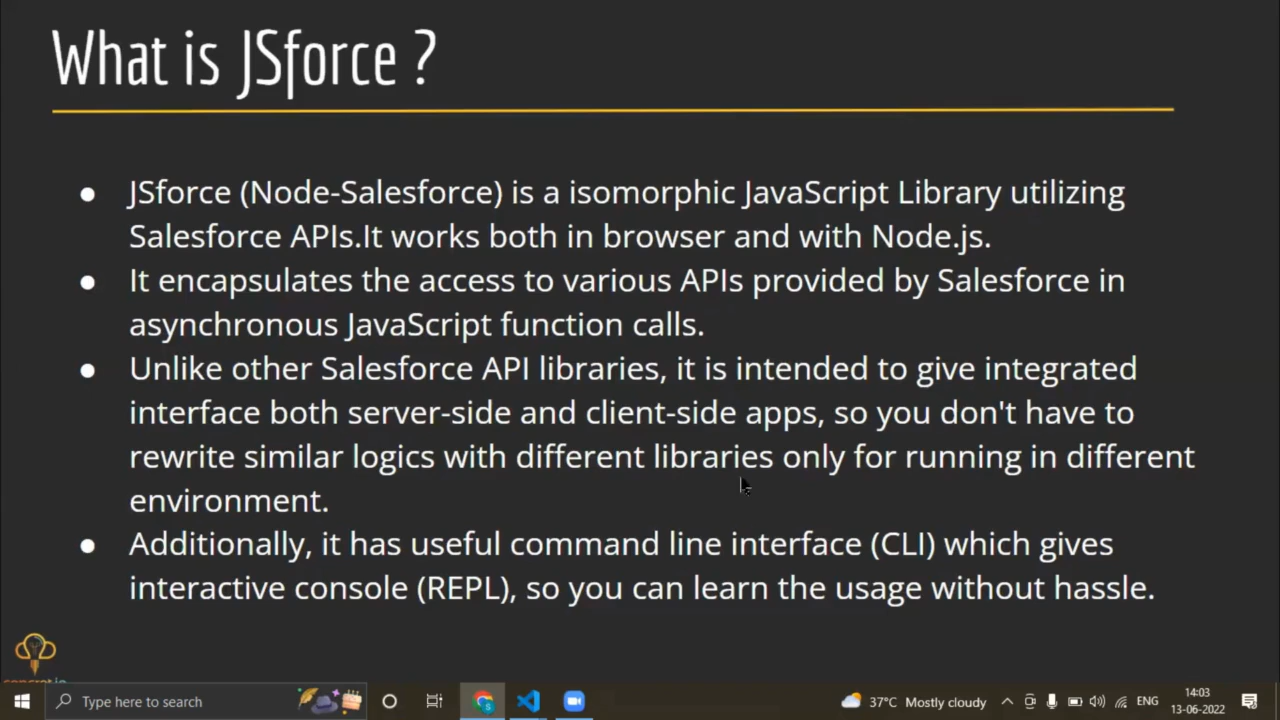 What is JSforce ?
● JSforce (Node-Salesforce) is a isomorphic JavaScript Library utilizing
Salesforce APIs.It works both in browser and with Node.js.
● It encapsulates the access to various APIs provided by Salesforce in
asynchronous JavaScript function calls.
● Unlike other Salesforce API libraries, it is intended to give integrated
interface both server-side and client-side apps, so you don't have to
rewrite similar logics with different libraries only for running in different
environment.
● Additionally, it has useful command line interface (CLI) which gives
interactive console (REPL), so you can learn the usage without hassle.
concret.io
Type here to search
37°C Mostly cloudy
ENG
14:03
13-06-2022